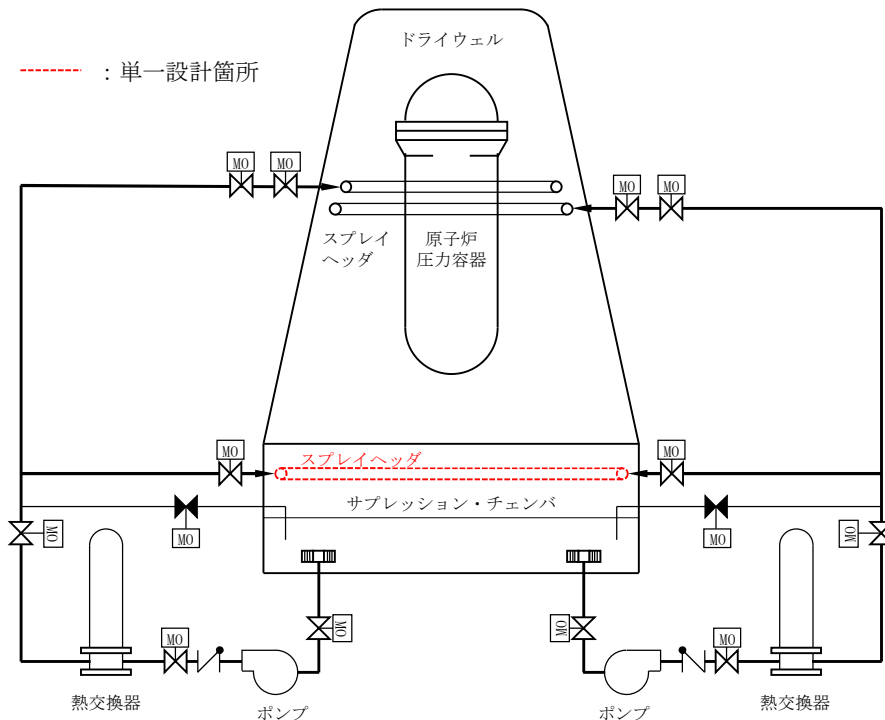 ドライウェル
：単一設計箇所
MO
MO
MO
MO
スプレイ
ヘッダ
原子炉
圧力容器
MO
MO
スプレイヘッダ
サプレッション・チェンバ
MO
MO
MO
MO
MO
MO
MO
MO
熱交換器
ポンプ
ポンプ
熱交換器